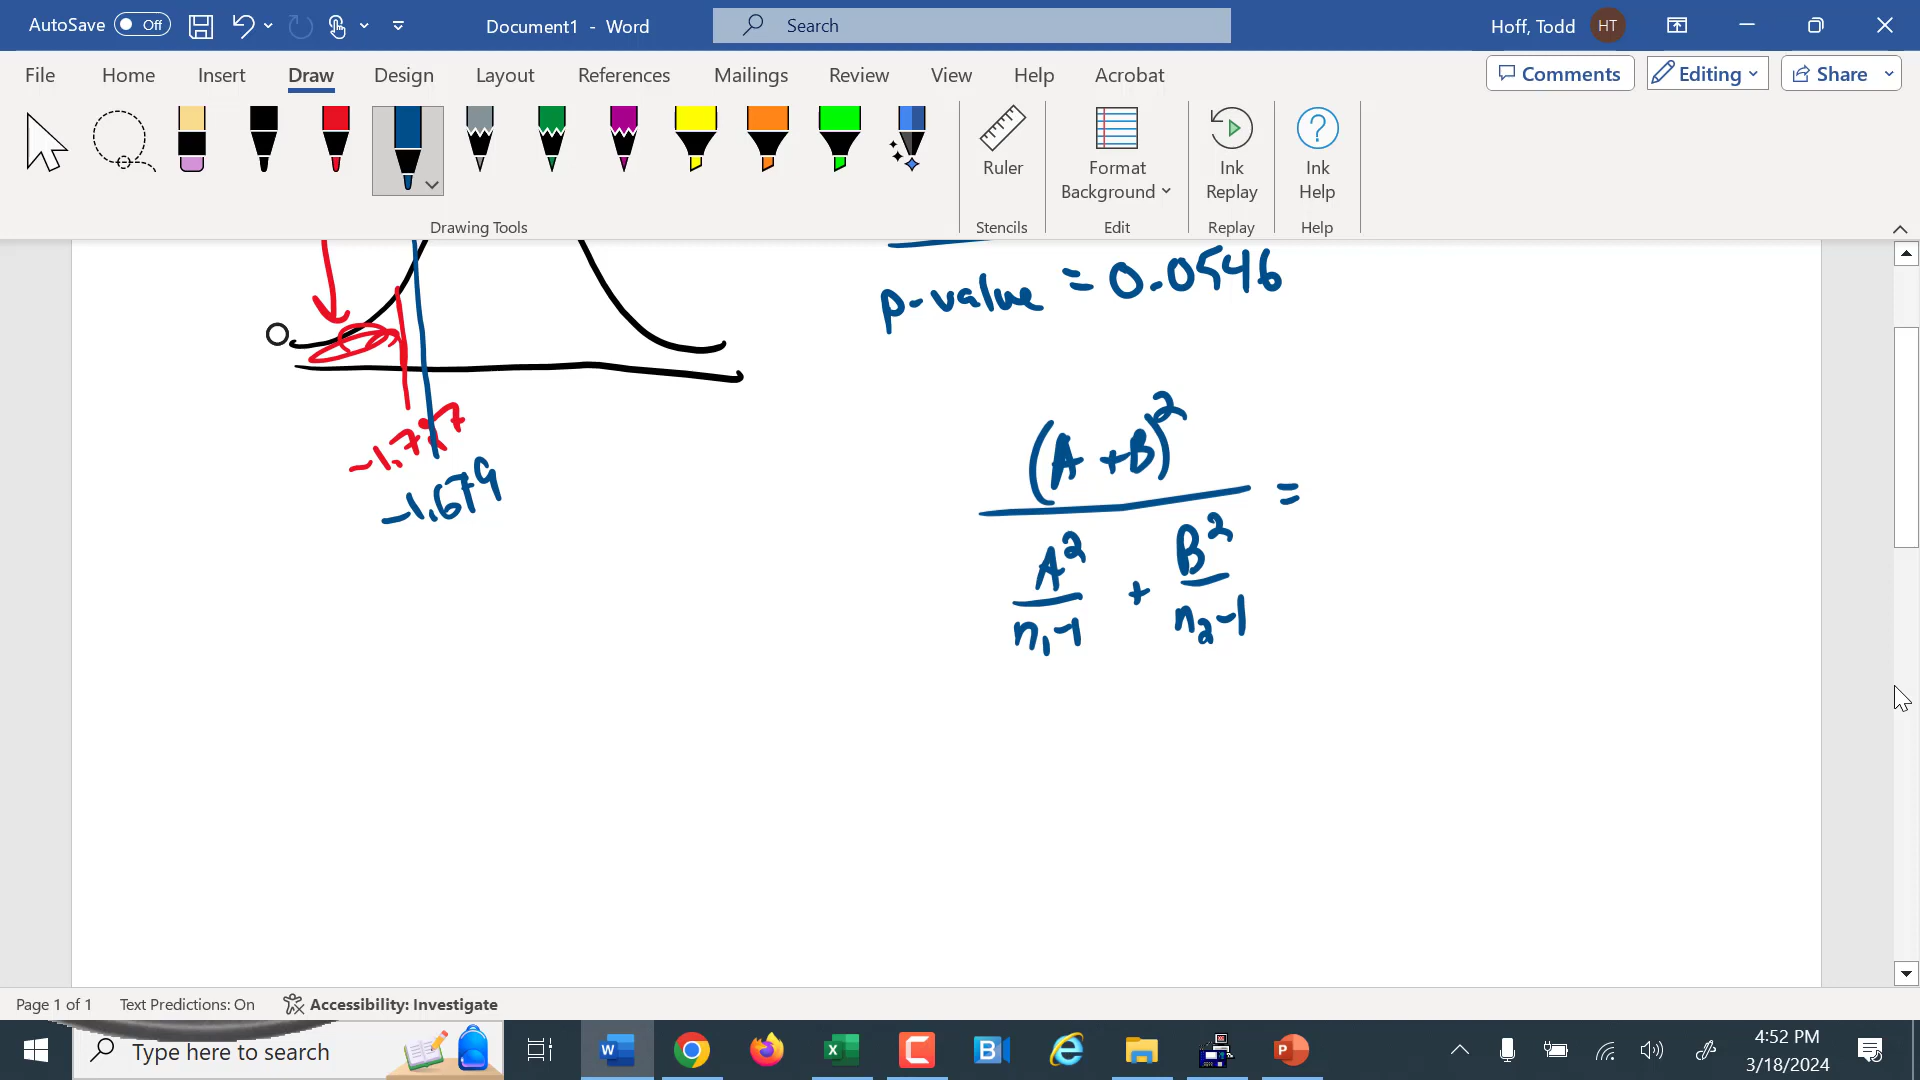 AutoSave Off Document1 - Word Search Hoff, Todd HT
File Home Insert Draw Design Layout References Mailings Review View Help Acrobat Comments Editing Share
Ruler
Format Background
Ink Replay
Ink Help
Drawing Tools Stencils Edit Replay Help
p-value = 0.0546
(A + B)²
=
A² + B²
n₁-1 n₂-1
-1.679
Page 1 of 1 Text Predictions: On Accessibility: Investigate
Type here to search
4:52 PM
3/18/2024